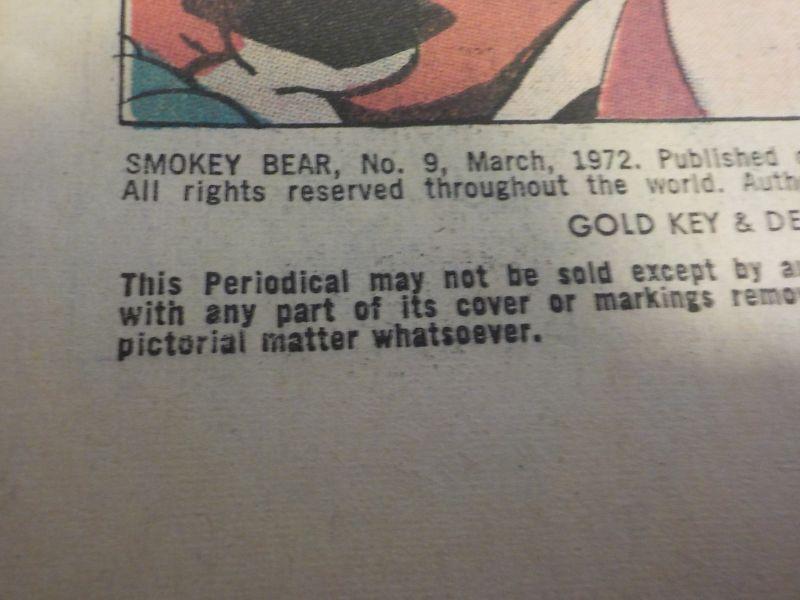 SMOKEY BEAR, No. 9, March, 1972. Published
All rights reserved throughout the world.
GOLD KEY & DE
This Periodical may not be sold except by
with any part of its cover or markings
pictorial matter whatsoever.